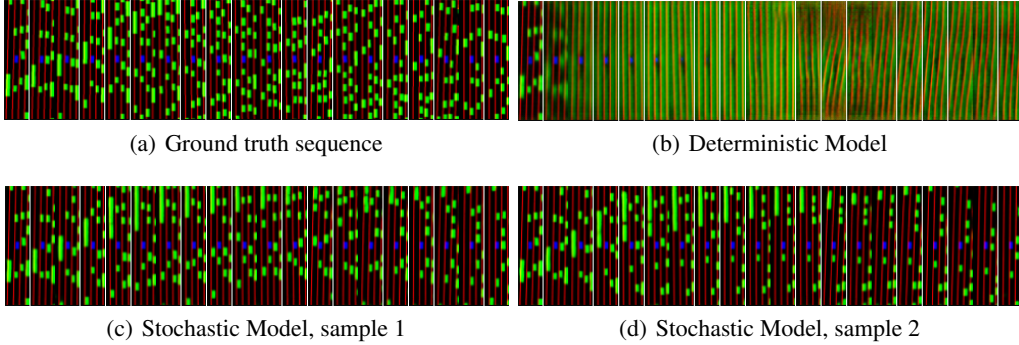 (a) Ground truth sequence
(b) Deterministic Model
(c) Stochastic Model, sample 1
(d) Stochastic Model, sample 2